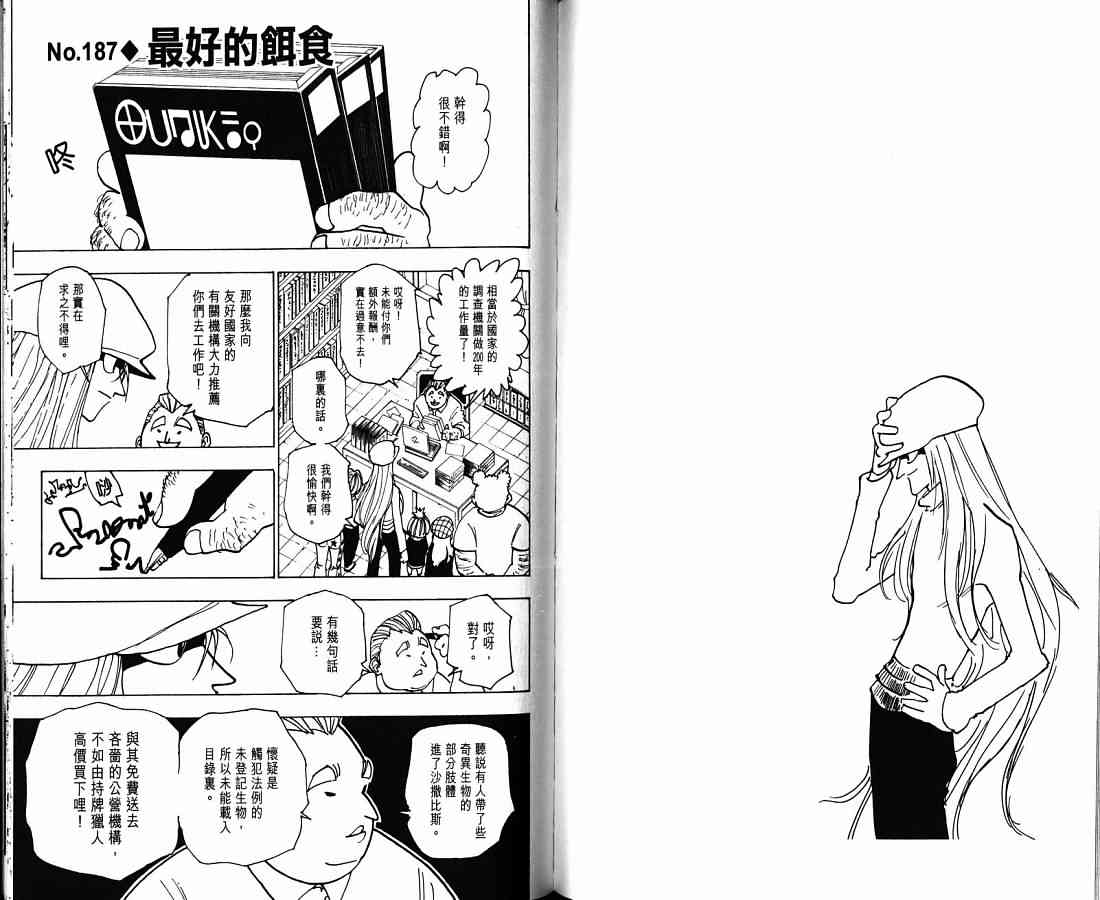 No.187◆最好的餌食
幹得
很不錯啊！
咚
相當於國家的
調查機關做200年
的工作量了！
哎呀！
未能付你們
額外報酬，
實在過意不去！
哪裏的話。
我們幹得
很愉快啊。
那麼我向
友好國家的
有關機構大力推薦
你們去工作吧！
那實在
求之不得哩。
哎呀，
對了。
有幾句話
要說…
聽説有人帶了些
奇異生物的
部分肢體
進了沙撒比斯。
懷疑是
觸犯法例的
未登記生物，
所以未能載入
目錄裏。
與其免費送去
吝嗇的公營機構，
不如由持牌獵人
高價買下哩！